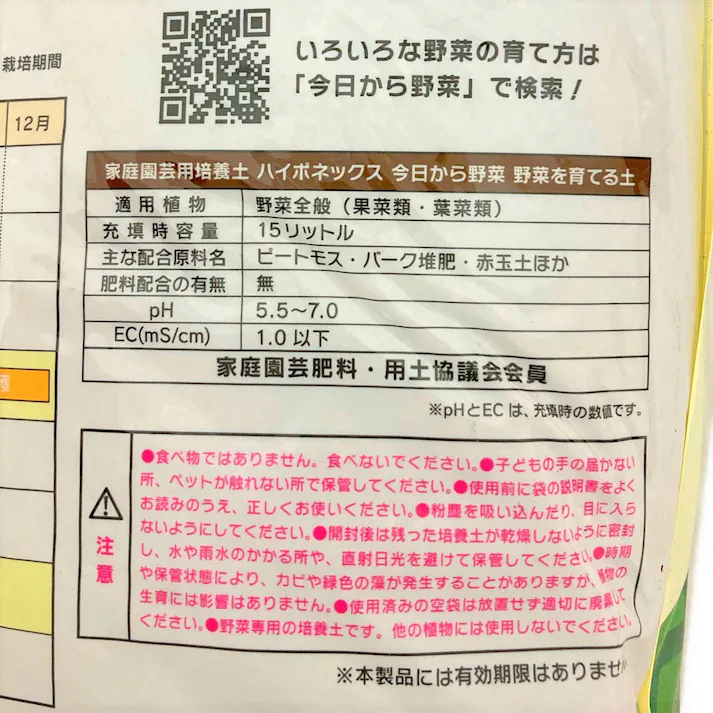 栽培期間
いろいろな野菜の育て方は
「今日から野菜」で検索!
12月
家庭園芸用培養土 ハイポネックス 今日から野菜 野菜を育てる土
適用植物 野菜全般(果菜類・葉菜類)
充填時容量 15リットル
主な配合原料名 ピートモス・バーク堆肥・赤玉土ほか
肥料配合の有無 無
pH 5.5~7.0
EC(mS/cm) 1.0以下
家庭園芸肥料・用土協議会会員
※pHとECは、充填時の数値です。
注意
●食べ物ではありません。食べないでください。●子どもの手の届かない
所、ペットが触れない所で保管してください。●使用前に袋の説明書をよく
お読みのうえ、正しくお使いください。●粉塵を吸い込んだり、目に入ら
ないようにしてください。●開封後は残った培養土が乾燥しないように密封
し、水や雨水のかかる所や、直射日光を避けて保管してください。●時期
や保管状態により、カビや緑色の藻が発生することがありますが、植物の
生育には影響はありません。●使用済みの空袋は放置せず適切に廃棄して
ください。●野菜専用の培養土です。他の植物には使用しないでください。
※本製品には有効期限はありませ